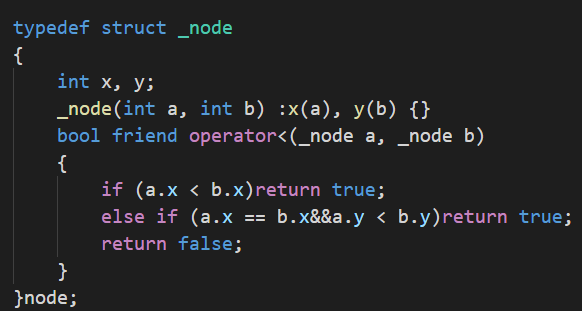 typedef struct _node
{
    int x, y;
    _node(int a, int b) :x(a), y(b) {}
    bool friend operator<(_node a, _node b)
    {
        if (a.x < b.x)return true;
        else if (a.x == b.x&&a.y < b.y)return true;
        return false;
    }
}node;